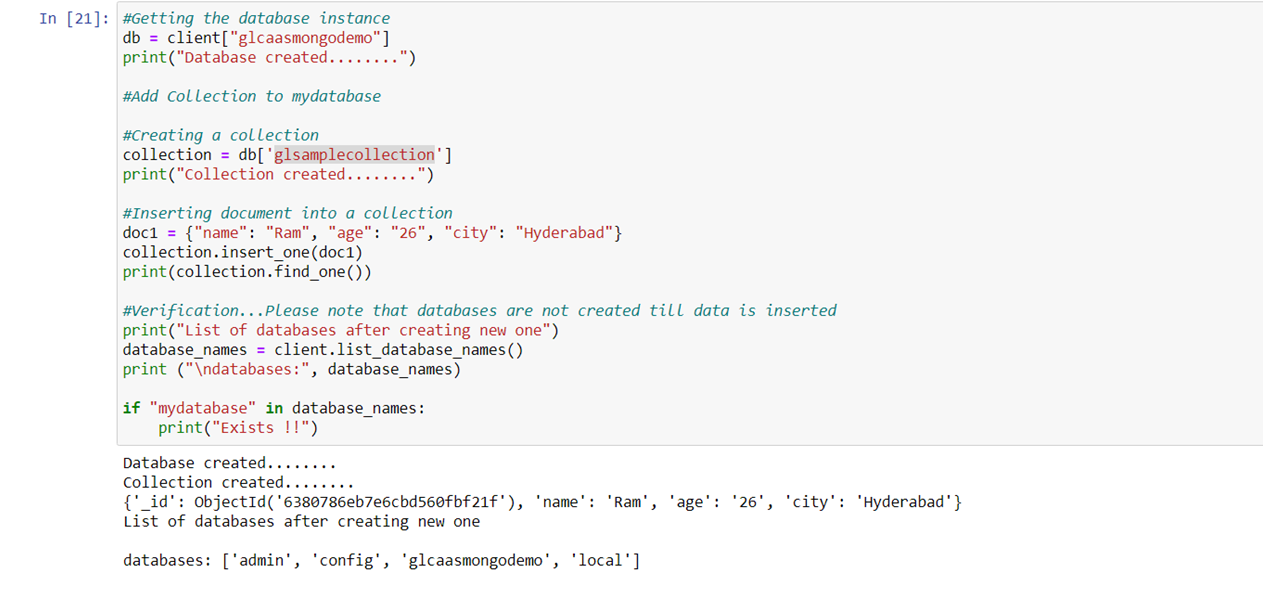 In [21]: #Getting the database instance
db = client["glcaasmongodemo"]
print("Database created........")
#Add Collection to mydatabase
#Creating a collection
collection = db['glsamplecollection']
print("Collection created........")
#Inserting document into a collection
doc1 = {"name": "Ram", "age": "26", "city": "Hyderabad"}
collection.insert_one(doc1)
print(collection.find_one())
#Verification...Please note that databases are not created till data is inserted
print("List of databases after creating new one")
database_names = client.list_database_names()
print ("\ndatabases:", database_names)
if "mydatabase" in database_names:
    print("Exists !!")
Database created........
Collection created........
{'_id': ObjectId('6380786eb7e6cbd560fbf21f'), 'name': 'Ram', 'age': '26', 'city': 'Hyderabad'}
List of databases after creating new one
databases: ['admin', 'config', 'glcaasmongodemo', 'local']